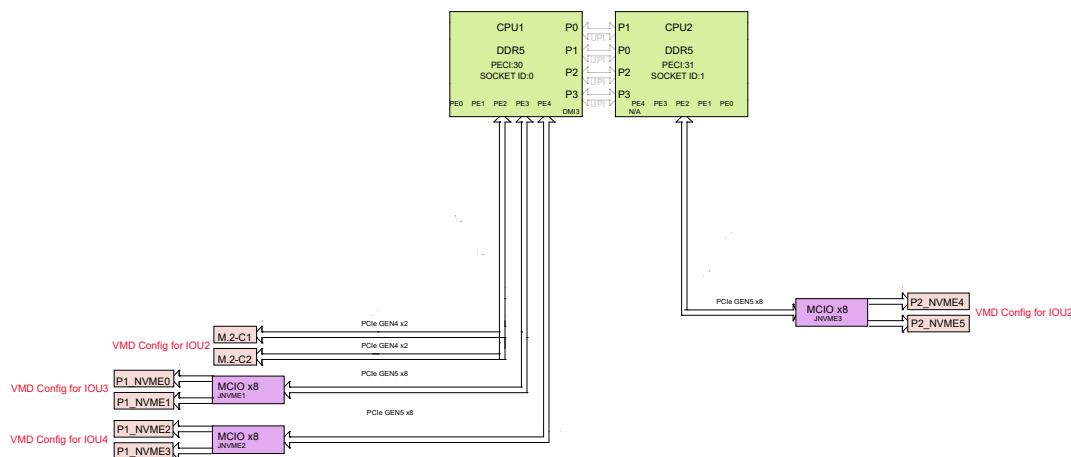 CPU1
P0
UPI
P1
CPU2
DDR5
P1
UPI
P0
DDR5
PECI:30
SOCKET ID:0
P2
UPI
P2
PECI:31
SOCKET ID:1
P3
UPI
P3
PE0 PE1 PE2 PE3 PE4
DMI3
PE4 PE3 PE2 PE1 PE0
N/A
PCIe GEN5 x8
MCIO x8
JNVME3
P2_NVME4
P2_NVME5
VMD Config for IOU2
PCIe GEN4 x2
M.2-C1
VMD Config for IOU2
PCIe GEN4 x2
M.2-C2
PCIe GEN5 x8
P1_NVME0
VMD Config for IOU3
MCIO x8
JNVME1
P1_NVME1
PCIe GEN5 x8
P1_NVME2
VMD Config for IOU4
MCIO x8
JNVME2
P1_NVME3